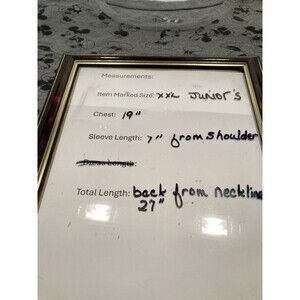 Measurements:
Item Marked Size: XXL JUNIOR'S
Chest: 19"
Sleeve Length: 7" from shoulder
Total Length: back from neckline
27"